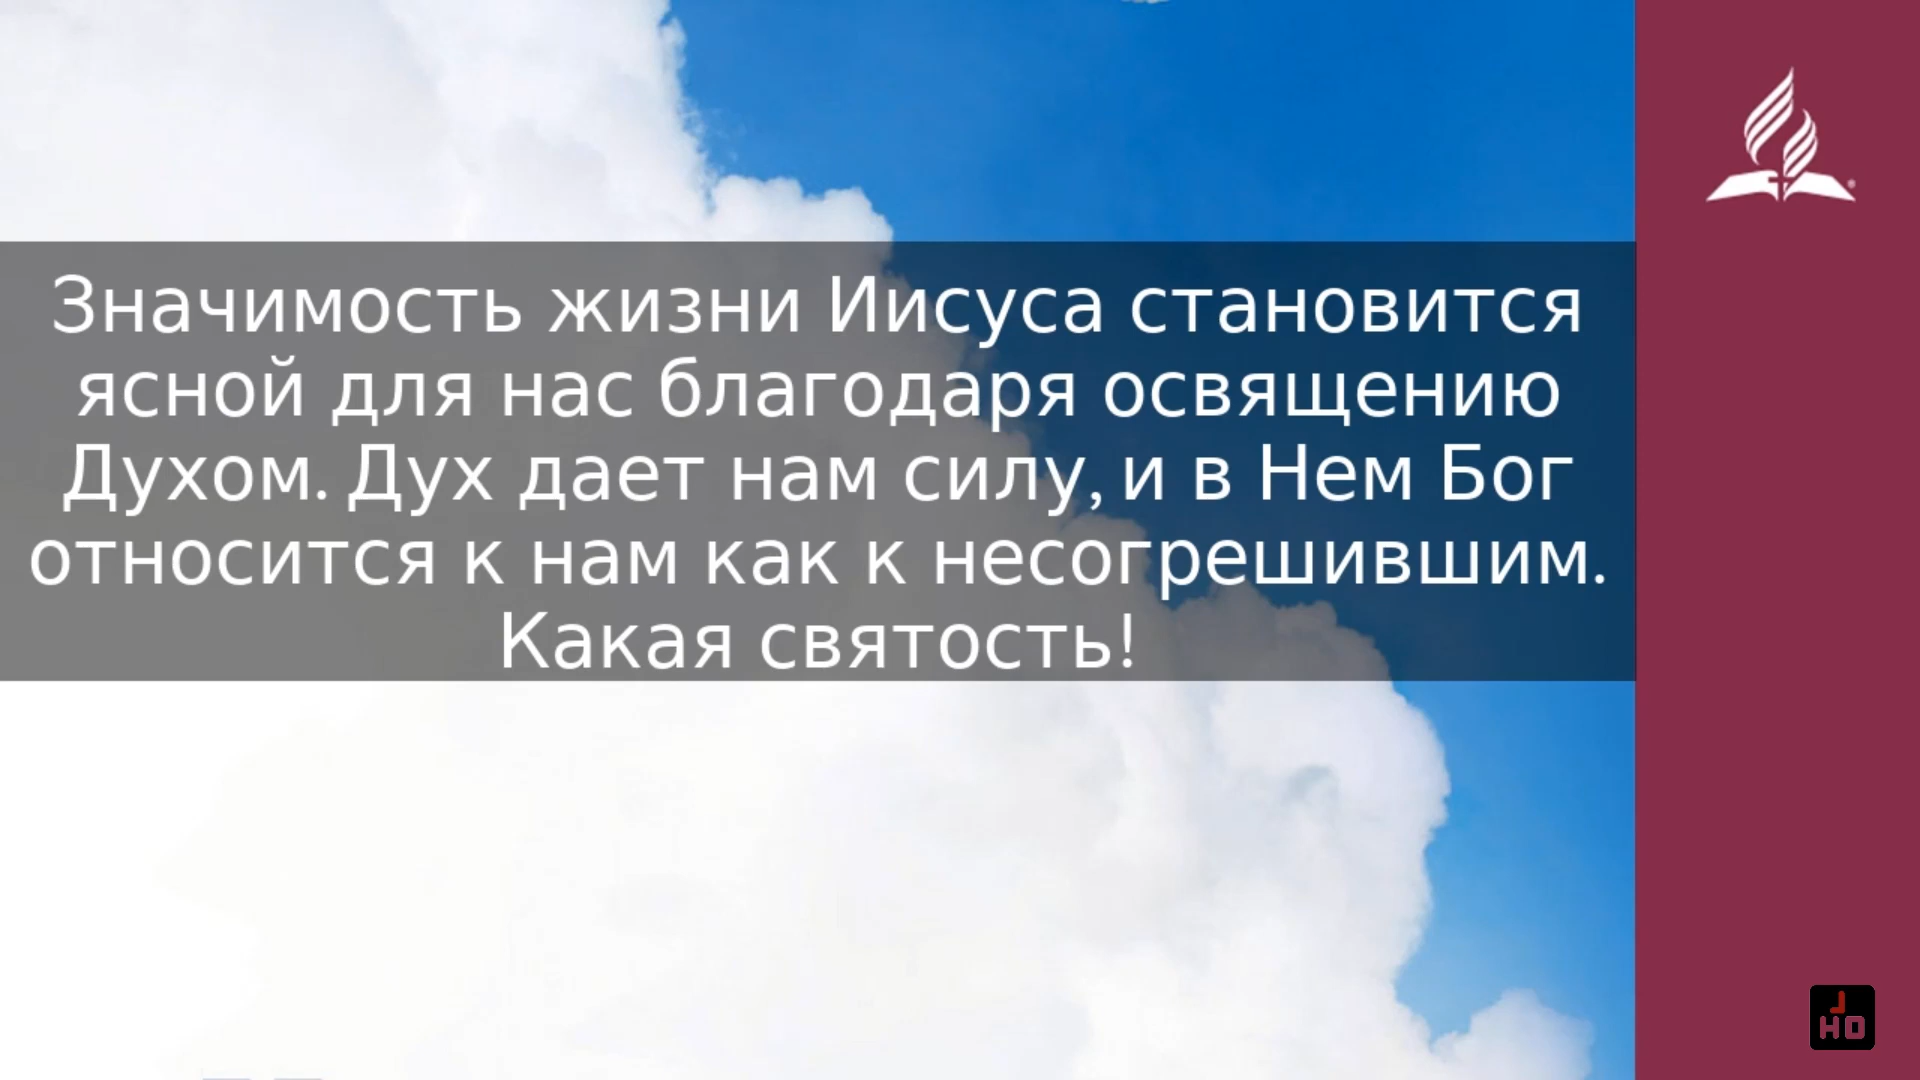 Значимость жизни Иисуса становится
ясной для нас благодаря освящению
Духом. Дух дает нам силу, и в Нем Бог
относится к нам как к несогрешившим.
Какая святость!
J
HO